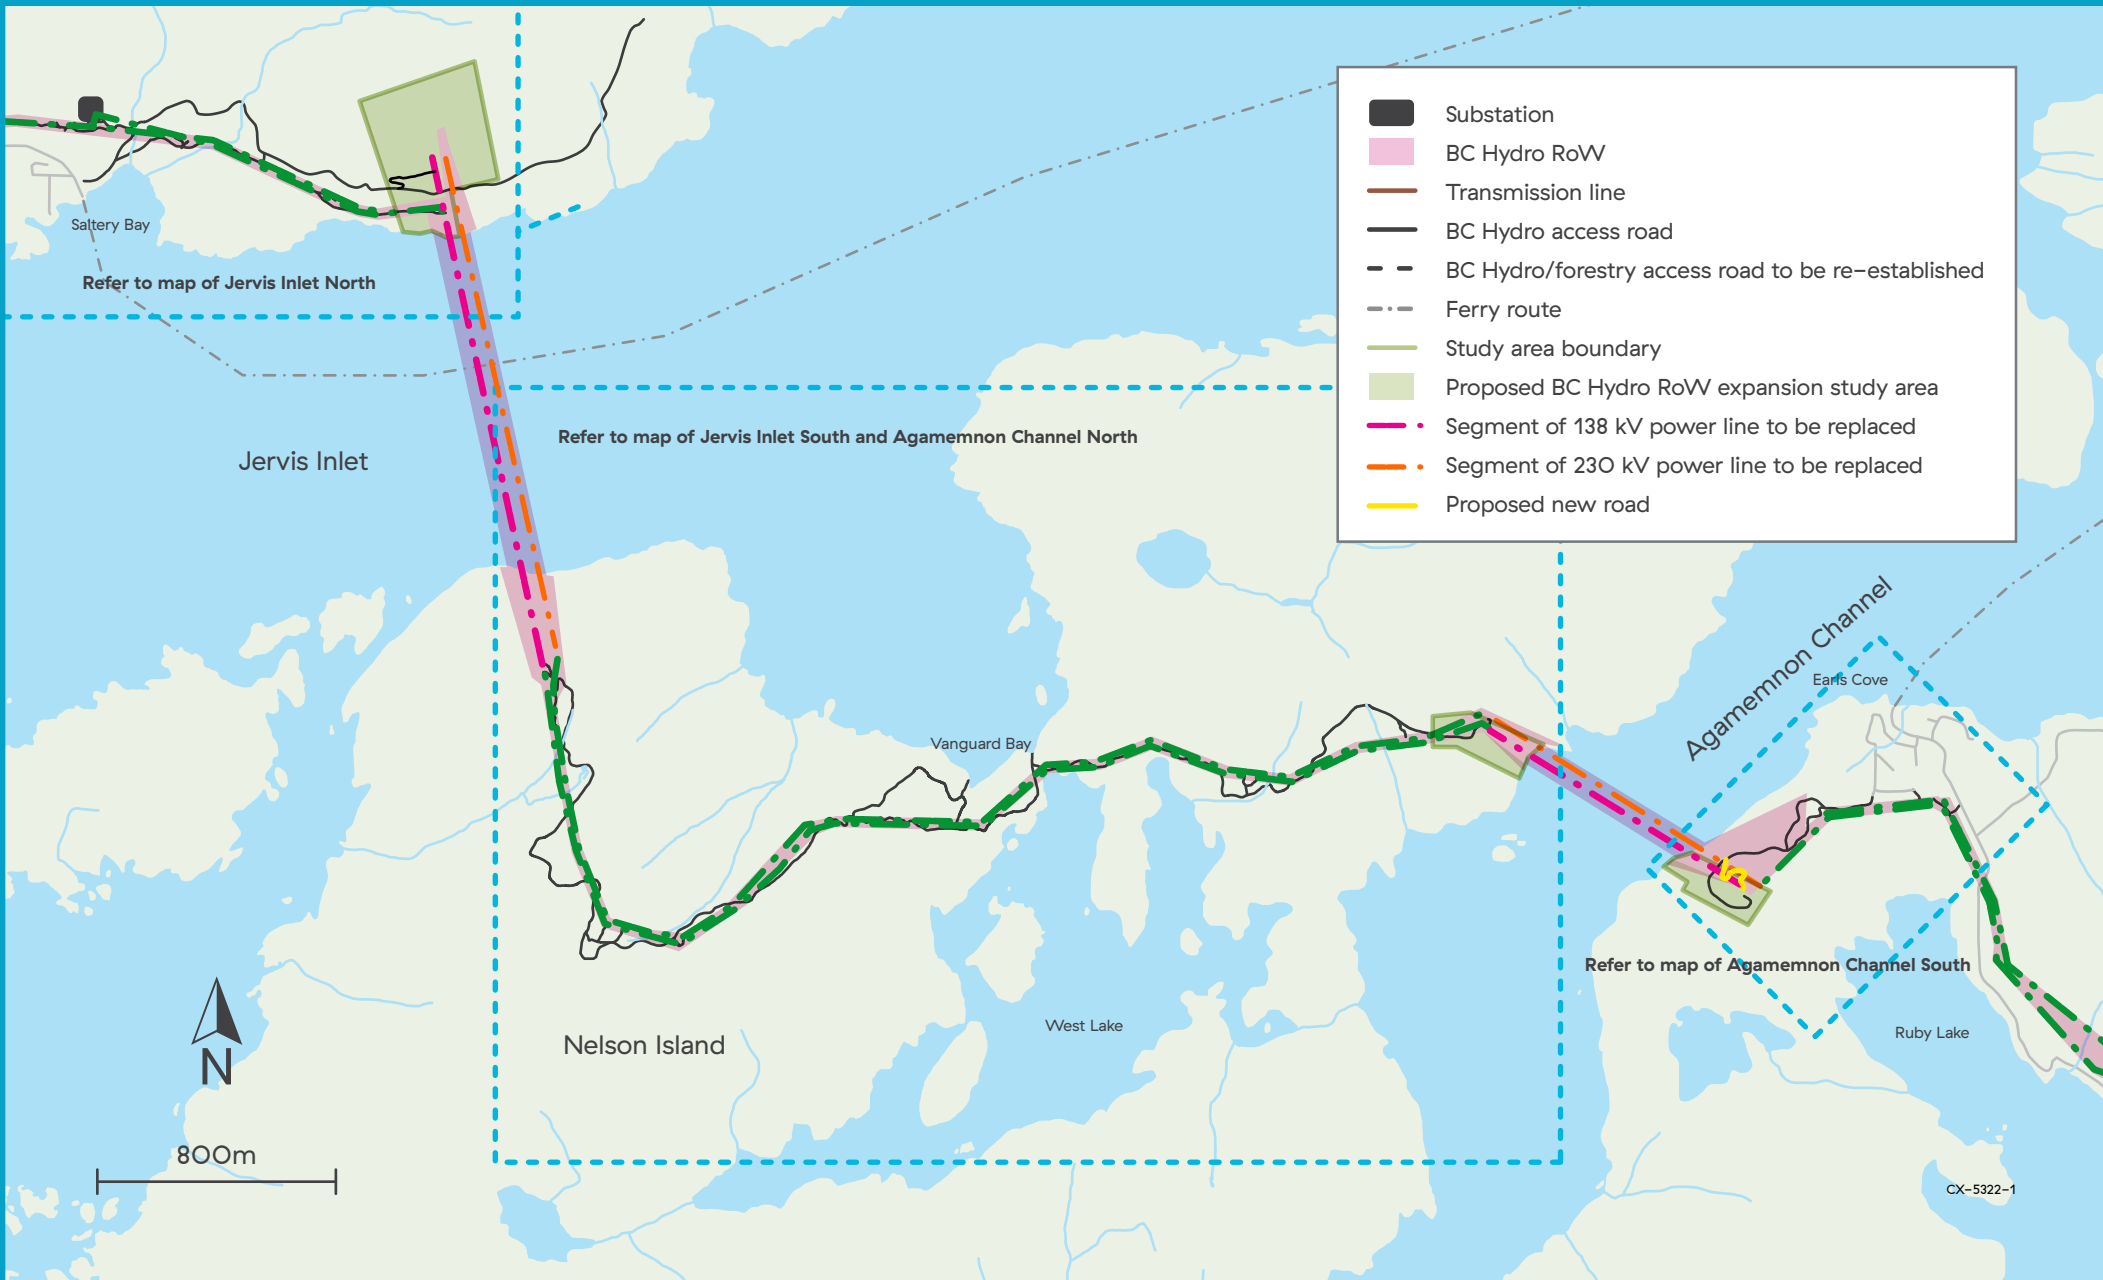 Substation
BC Hydro RoW
Transmission line
BC Hydro access road
BC Hydro/forestry access road to be re-established
Ferry route
Study area boundary
Proposed BC Hydro RoW expansion study area
Segment of 138 kV power line to be replaced
Segment of 230 kV power line to be replaced
Proposed new road
Saltery Bay
Refer to map of Jervis Inlet North
Jervis Inlet
Refer to map of Jervis Inlet South and Agamemnon Channel North
Agamemnon Channel
Earls Cove
Vanguard Bay
Refer to map of Agamemnon Channel South
West Lake
Ruby Lake
Nelson Island
N
800m
CX-5322-1